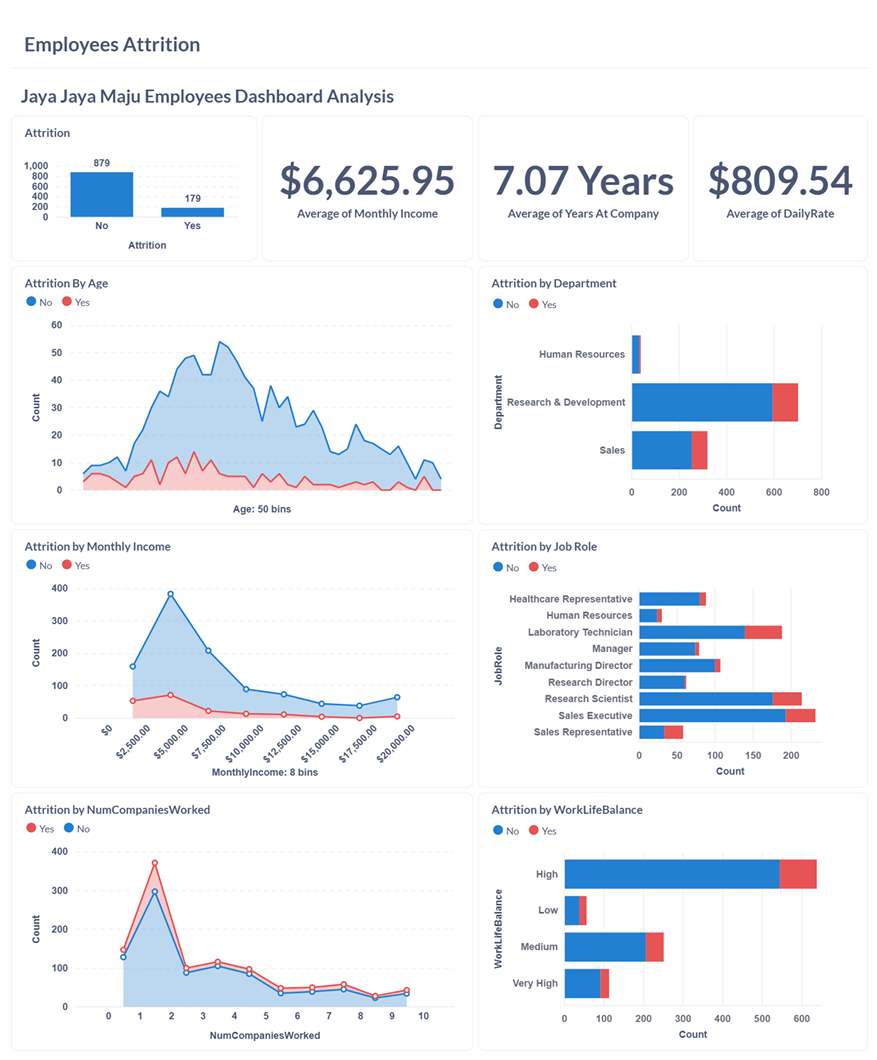 Employees Attrition
Jaya Jaya Maju Employees Dashboard Analysis
Attrition
1,000
800
600
400
200
0
879
179
No
Yes
Attrition
$6,625.95
Average of Monthly Income
7.07 Years
Average of Years At Company
$809.54
Average of DailyRate
Attrition By Age
No Yes
60
50
40
30
20
10
0
Count
Age: 50 bins
Attrition by Department
No Yes
Department
Human Resources
Research & Development
Sales
0 200 400 600 800
Count
Attrition by Monthly Income
No Yes
400
300
200
100
0
Count
$0 $2,500.00 $5,000.00 $7,500.00 $10,000.00 $12,500.00 $15,000.00 $17,500.00 $20,000.00
MonthlyIncome: 8 bins
Attrition by Job Role
No Yes
JobRole
Healthcare Representative
Human Resources
Laboratory Technician
Manager
Manufacturing Director
Research Director
Research Scientist
Sales Executive
Sales Representative
0 50 100 150 200
Count
Attrition by NumCompaniesWorked
Yes No
400
300
200
100
0
Count
0 1 2 3 4 5 6 7 8 9 10
NumCompaniesWorked
Attrition by WorkLifeBalance
No Yes
WorkLifeBalance
High
Low
Medium
Very High
0 100 200 300 400 500 600
Count